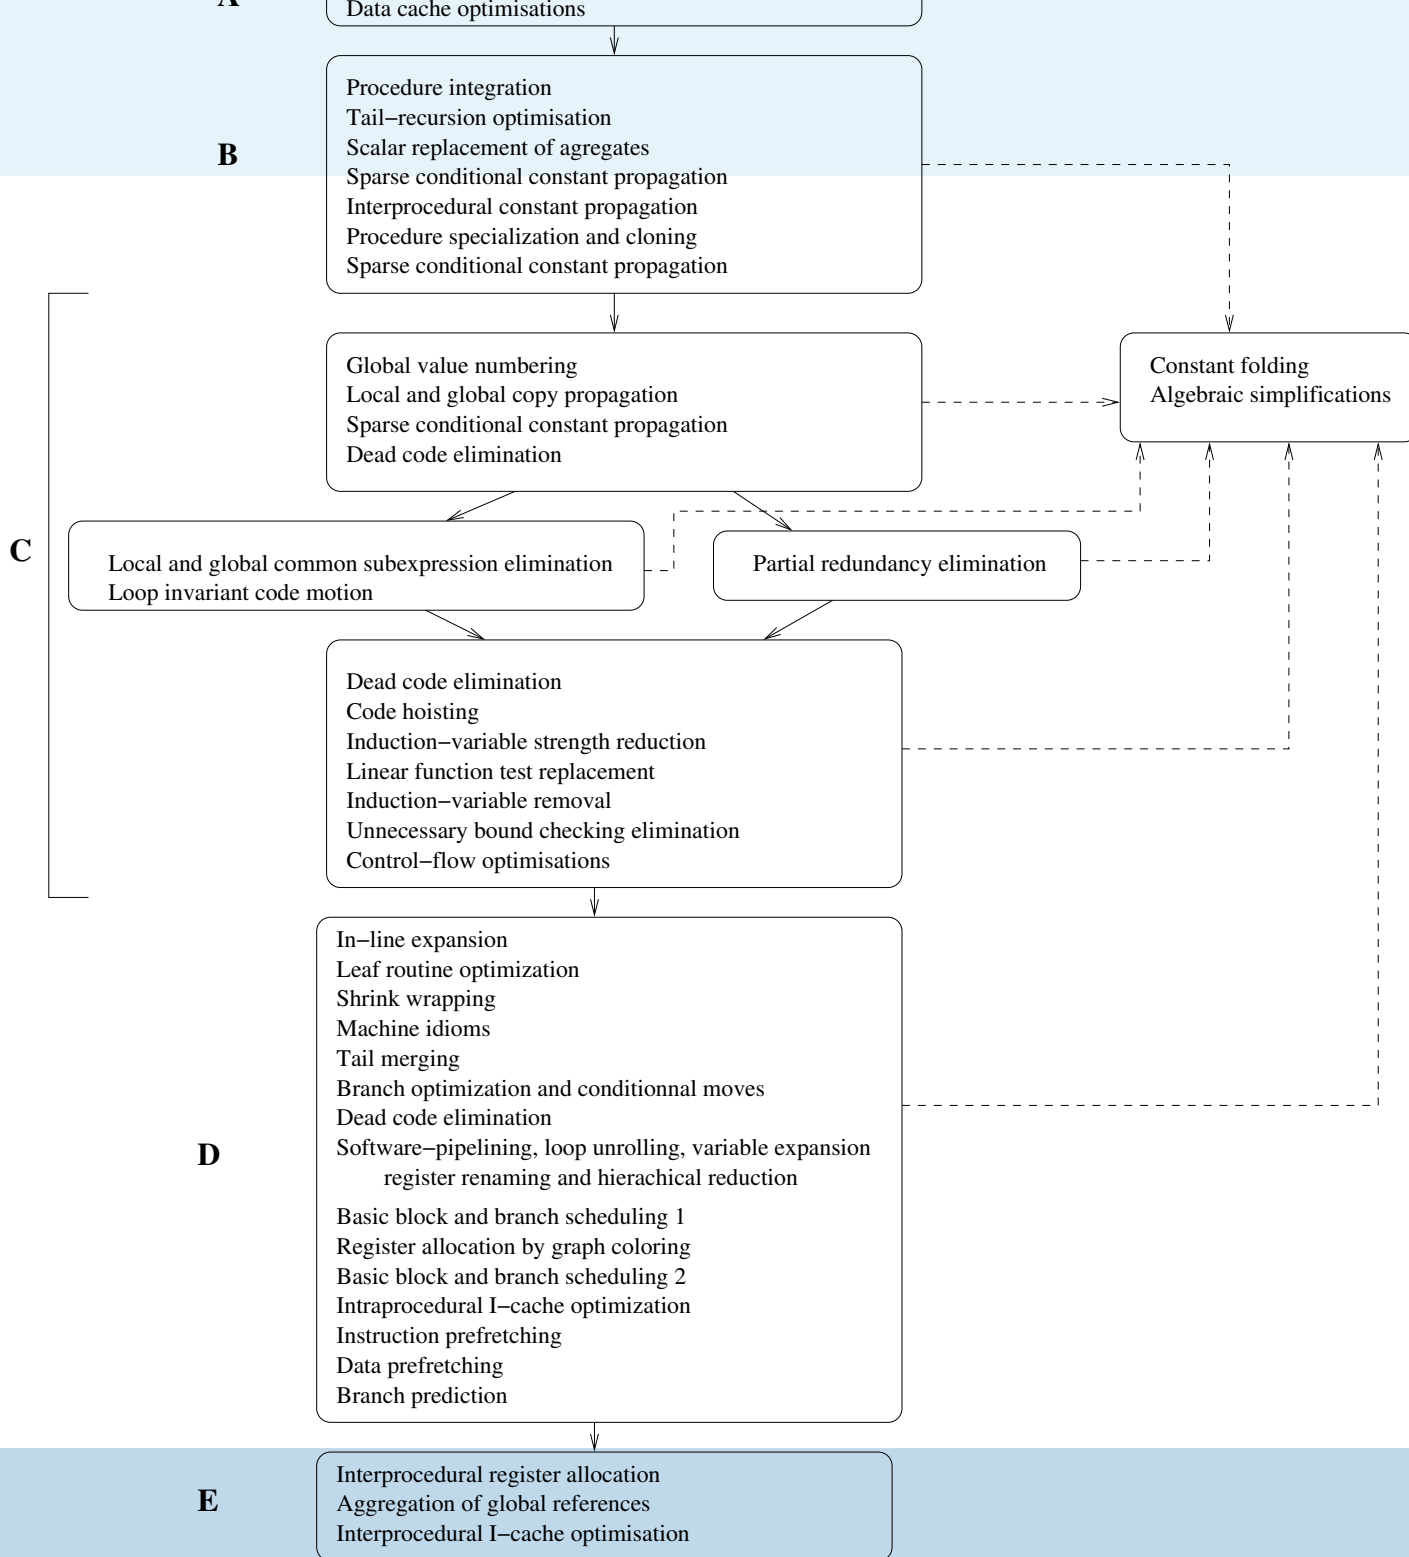 A
Data cache optimisations
Procedure integration
Tail−recursion optimisation
Scalar replacement of agregates
B
Sparse conditional constant propagation
Interprocedural constant propagation
Procedure specialization and cloning
Sparse conditional constant propagation
Global value numbering
Local and global copy propagation
Sparse conditional constant propagation
Dead code elimination
Constant folding
Algebraic simplifications
C
Local and global common subexpression elimination
Loop invariant code motion
Partial redundancy elimination
Dead code elimination
Code hoisting
Induction−variable strength reduction
Linear function test replacement
Induction−variable removal
Unnecessary bound checking elimination
Control−flow optimisations
In−line expansion
Leaf routine optimization
Shrink wrapping
Machine idioms
Tail merging
Branch optimization and conditionnal moves
Dead code elimination
D
Software−pipelining, loop unrolling, variable expansion
register renaming and hierachical reduction
Basic block and branch scheduling 1
Register allocation by graph coloring
Basic block and branch scheduling 2
Intraprocedural I−cache optimization
Instruction prefretching
Data prefretching
Branch prediction
E
Interprocedural register allocation
Aggregation of global references
Interprocedural I−cache optimisation